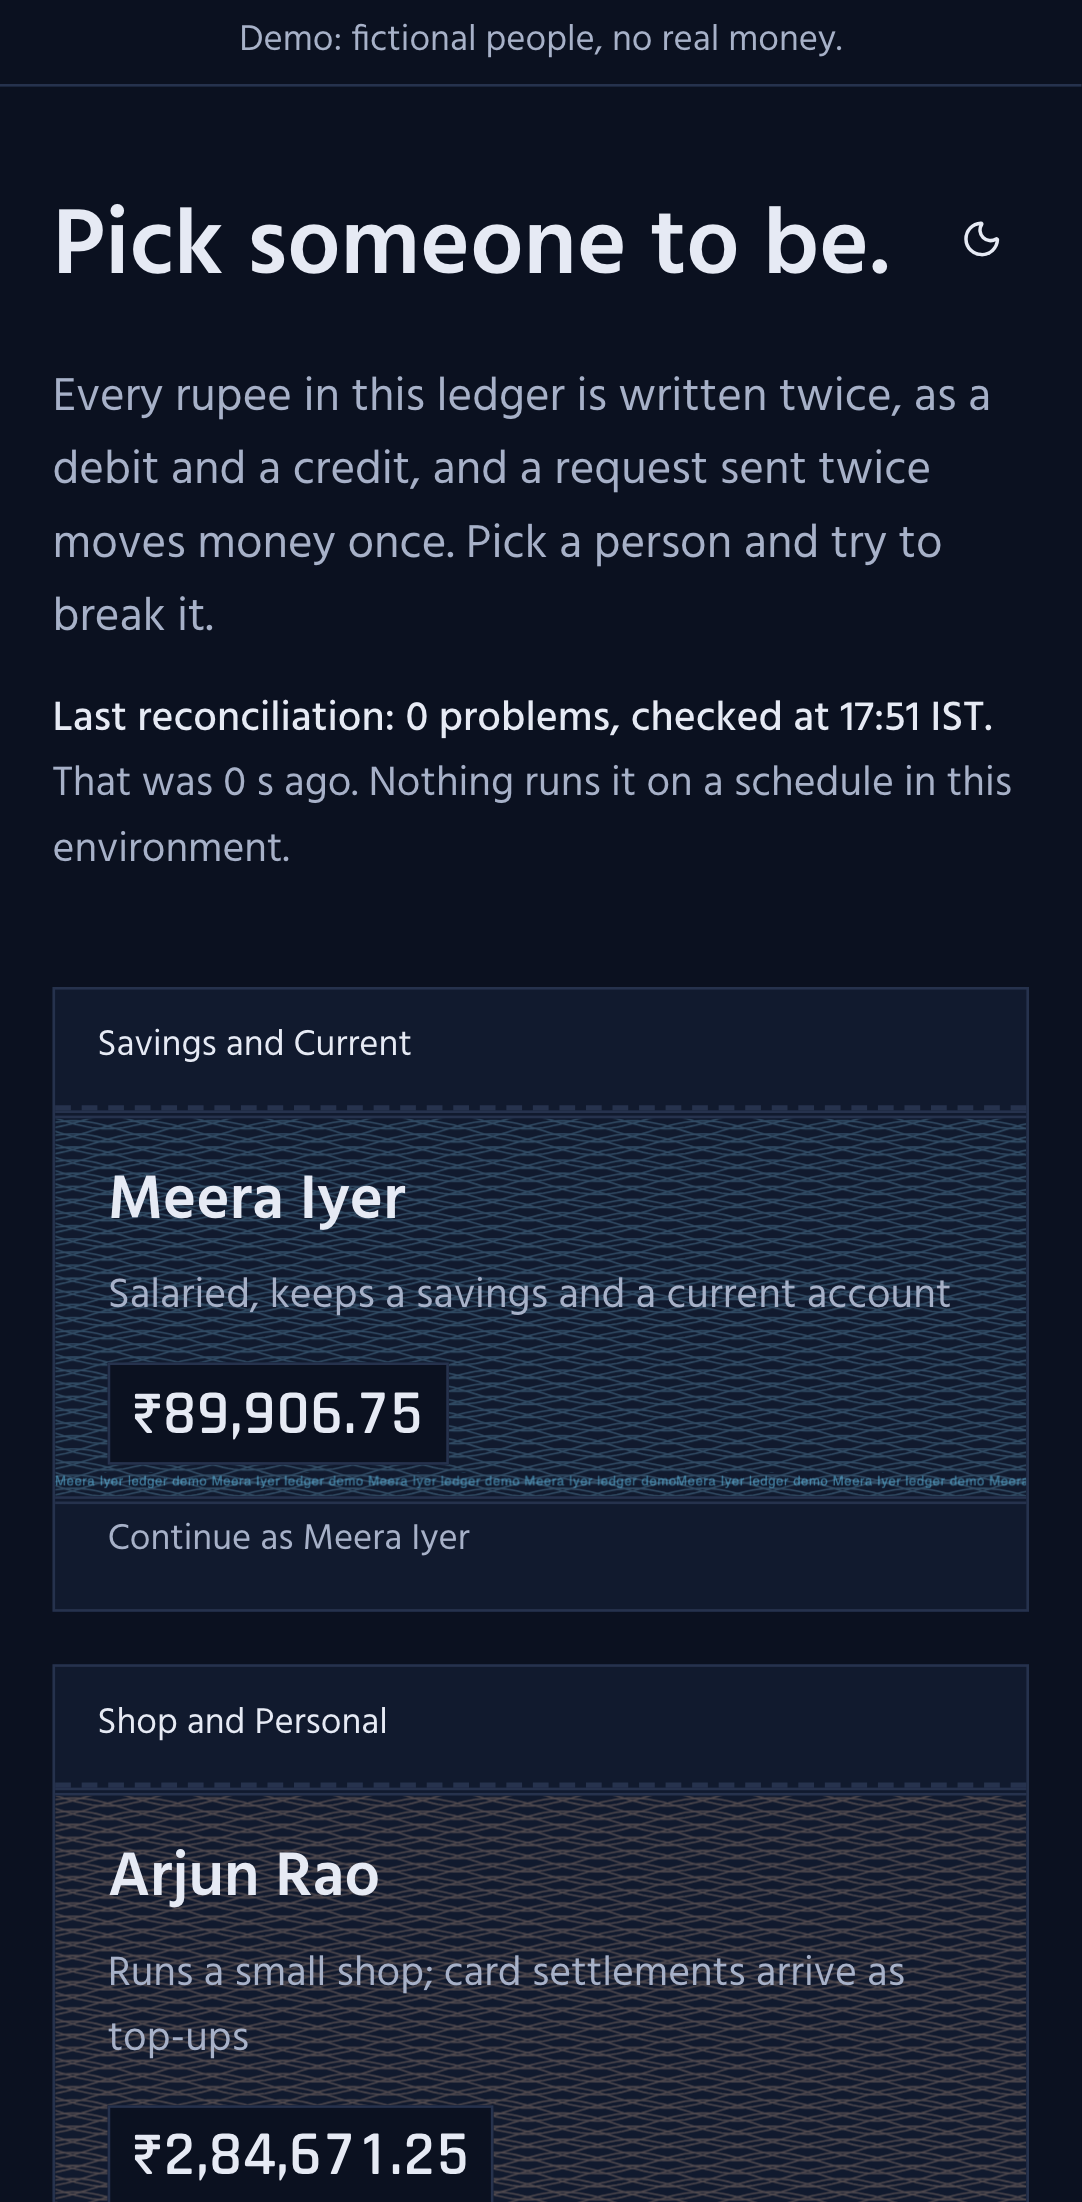 Demo: fictional people, no real money.
Pick someone to be.
Every rupee in this ledger is written twice, as a
debit and a credit, and a request sent twice
moves money once. Pick a person and try to
break it.
Last reconciliation: 0 problems, checked at 17:51 IST.
That was 0 s ago. Nothing runs it on a schedule in this
environment.
Savings and Current
Meera Iyer
Salaried, keeps a savings and a current account
₹89,906.75
Meera Iyer ledger demo Meera Iyer ledger demo Meera Iyer ledger demo Meera Iyer ledger demoMeera Iyer ledger demo Meera Iyer ledger demo Meera
Continue as Meera Iyer
Shop and Personal
Arjun Rao
Runs a small shop; card settlements arrive as
top-ups
₹2,84,671.25